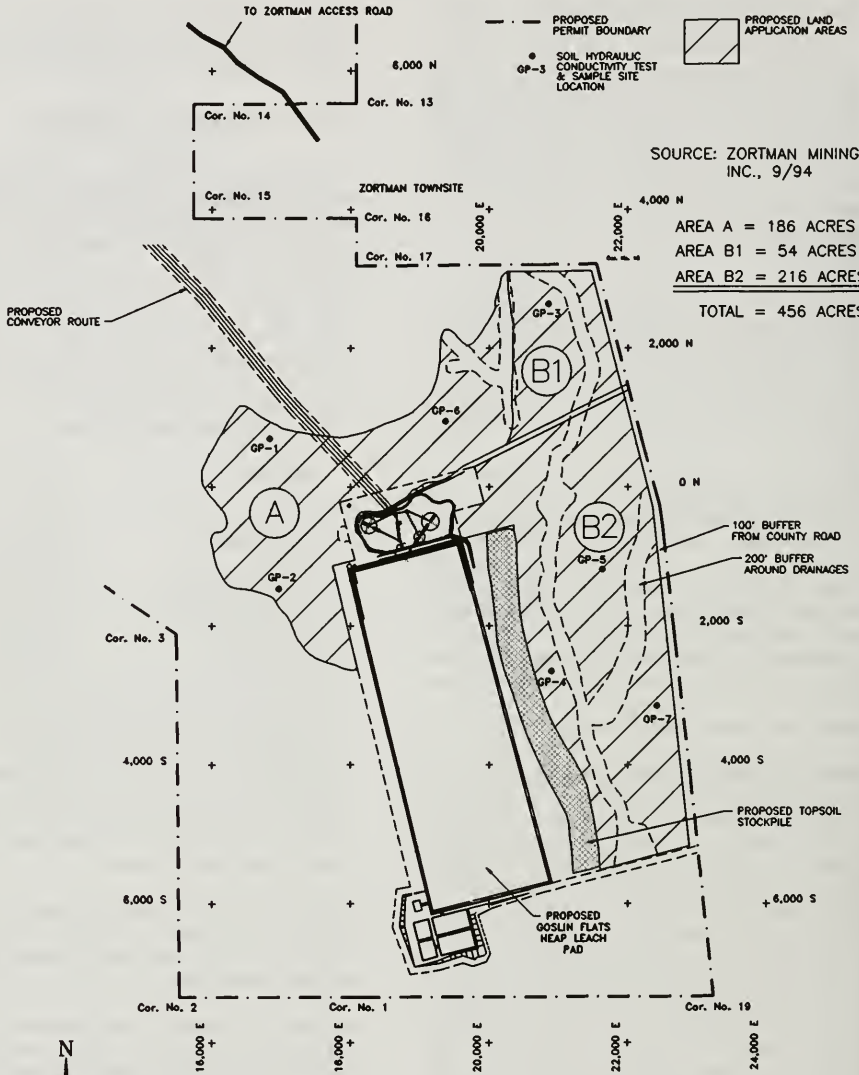 TO ZORTMAN ACCESS ROAD
PROPOSED
PERMIT BOUNDARY
PROPOSED LAND
APPLICATION AREAS
GP-3
SOIL HYDRAULIC
CONDUCTIVITY TEST
& SAMPLE SITE
LOCATION
6,000 N
Cor. No. 14
Cor. No. 13
SOURCE: ZORTMAN MINING
INC., 9/94
Cor. No. 15
ZORTMAN TOWNSITE
Cor. No. 16
20,000 E
22,000 E
4,000 N
AREA A = 186 ACRES
AREA B1 = 54 ACRES
AREA B2 = 216 ACRES
TOTAL = 456 ACRES
Cor. No. 17
PROPOSED
CONVEYOR ROUTE
GP-3
2,000 N
B1
GP-6
GP-1
0 N
A
B2
100' BUFFER
FROM COUNTY ROAD
GP-5
200' BUFFER
AROUND DRAINAGES
GP-2
2,000 S
Cor. No. 3
GP-4
GP-7
4,000 S
4,000 S
PROPOSED TOPSOIL
STOCKPILE
6,000 S
6,000 S
PROPOSED
GOSLIN FLATS
HEAP LEACH
PAD
Cor. No. 2
Cor. No. 1
Cor. No. 19
N
16,000 E
16,000 E
20,000 E
22,000 E
24,000 E